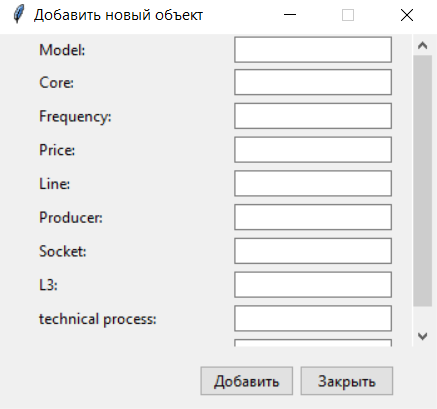 Добавить новый объект
Model:
Core:
Frequency:
Price:
Line:
Producer:
Socket:
L3:
technical process:
Добавить Закрыть